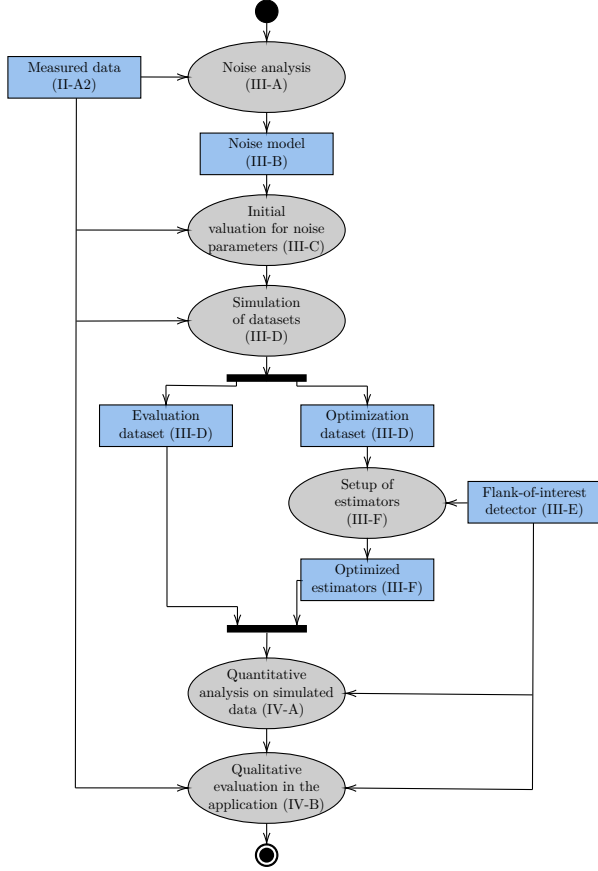 Measured data
(II-A2)
Noise analysis
(III-A)
Noise model
(III-B)
Initial
valuation for noise
parameters (III-C)
Simulation
of datasets
(III-D)
Evaluation
dataset (III-D)
Optimization
dataset (III-D)
Setup of
estimators
(III-F)
Flank-of-interest
detector (III-E)
Optimized
estimators (III-F)
Quantitative
analysis on simulated
data (IV-A)
Qualitative
evaluation in the
application (IV-B)